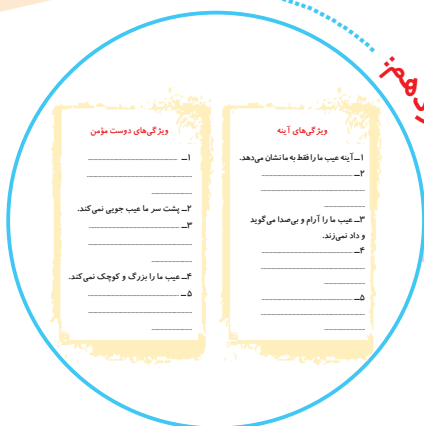 ویژگی‌های آینه
۱ــ آینه عیب ما را فقط به ما نشان می‌دهد.
۲ــ
۳ــ عیب ما را آرام و بی‌صدا می‌گوید
و داد نمی‌زند.
۴ــ
۵ــ
ویژگی‌های دوست مؤمن
۱ــ
۲ــ پشت سر ما عیب جویی نمی‌کند.
۳ــ
۴ــ عیب ما را بزرگ و کوچک نمی‌کند.
۵ــ